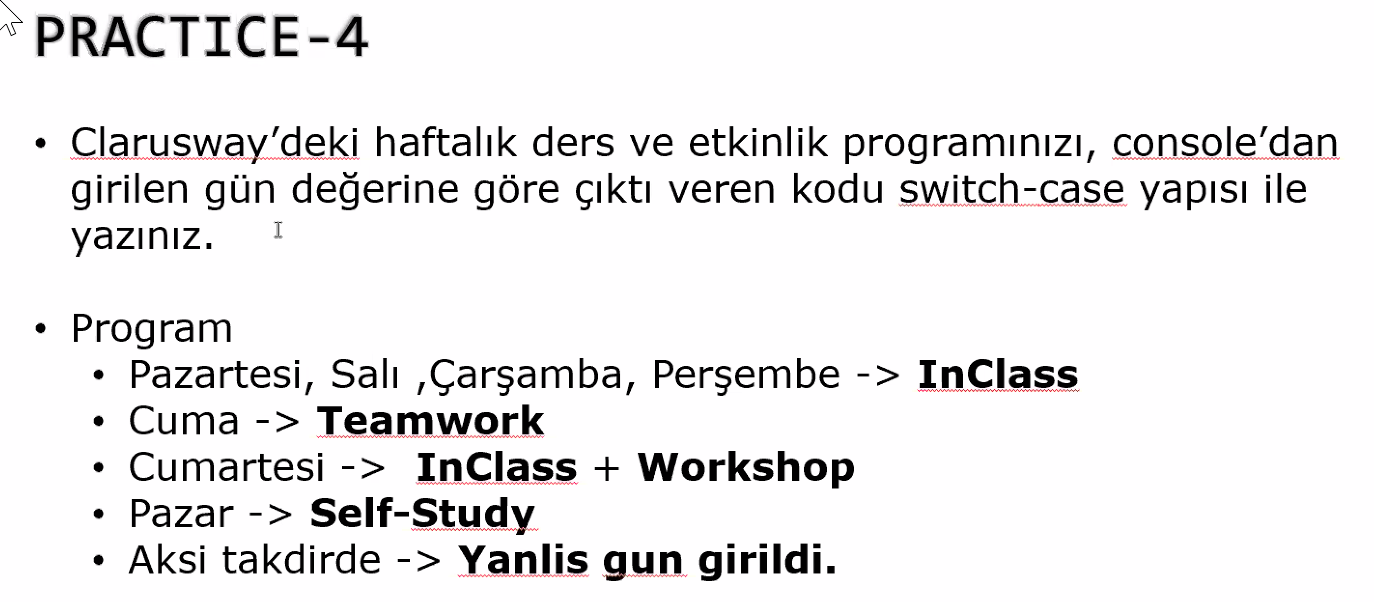 PRACTICE-4
• Clarusway’deki haftalık ders ve etkinlik programınızı, console’dan
girilen gün değerine göre çıktı veren kodu switch-case yapısı ile
yazınız.
• Program
• Pazartesi, Salı ,Çarşamba, Perşembe -> InClass
• Cuma -> Teamwork
• Cumartesi -> InClass + Workshop
• Pazar -> Self-Study
• Aksi takdirde -> Yanlis gun girildi.